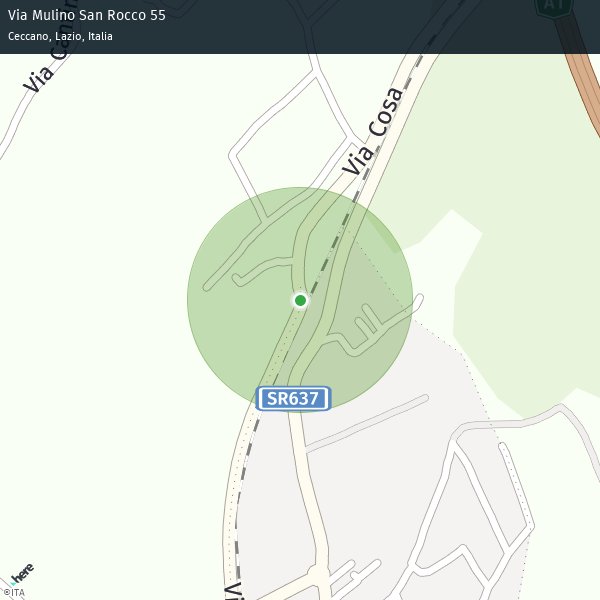 Via Mulino San Rocco 55
Ceccano, Lazio, Italia
A1
Via Cosa
SR637
here
©ITA